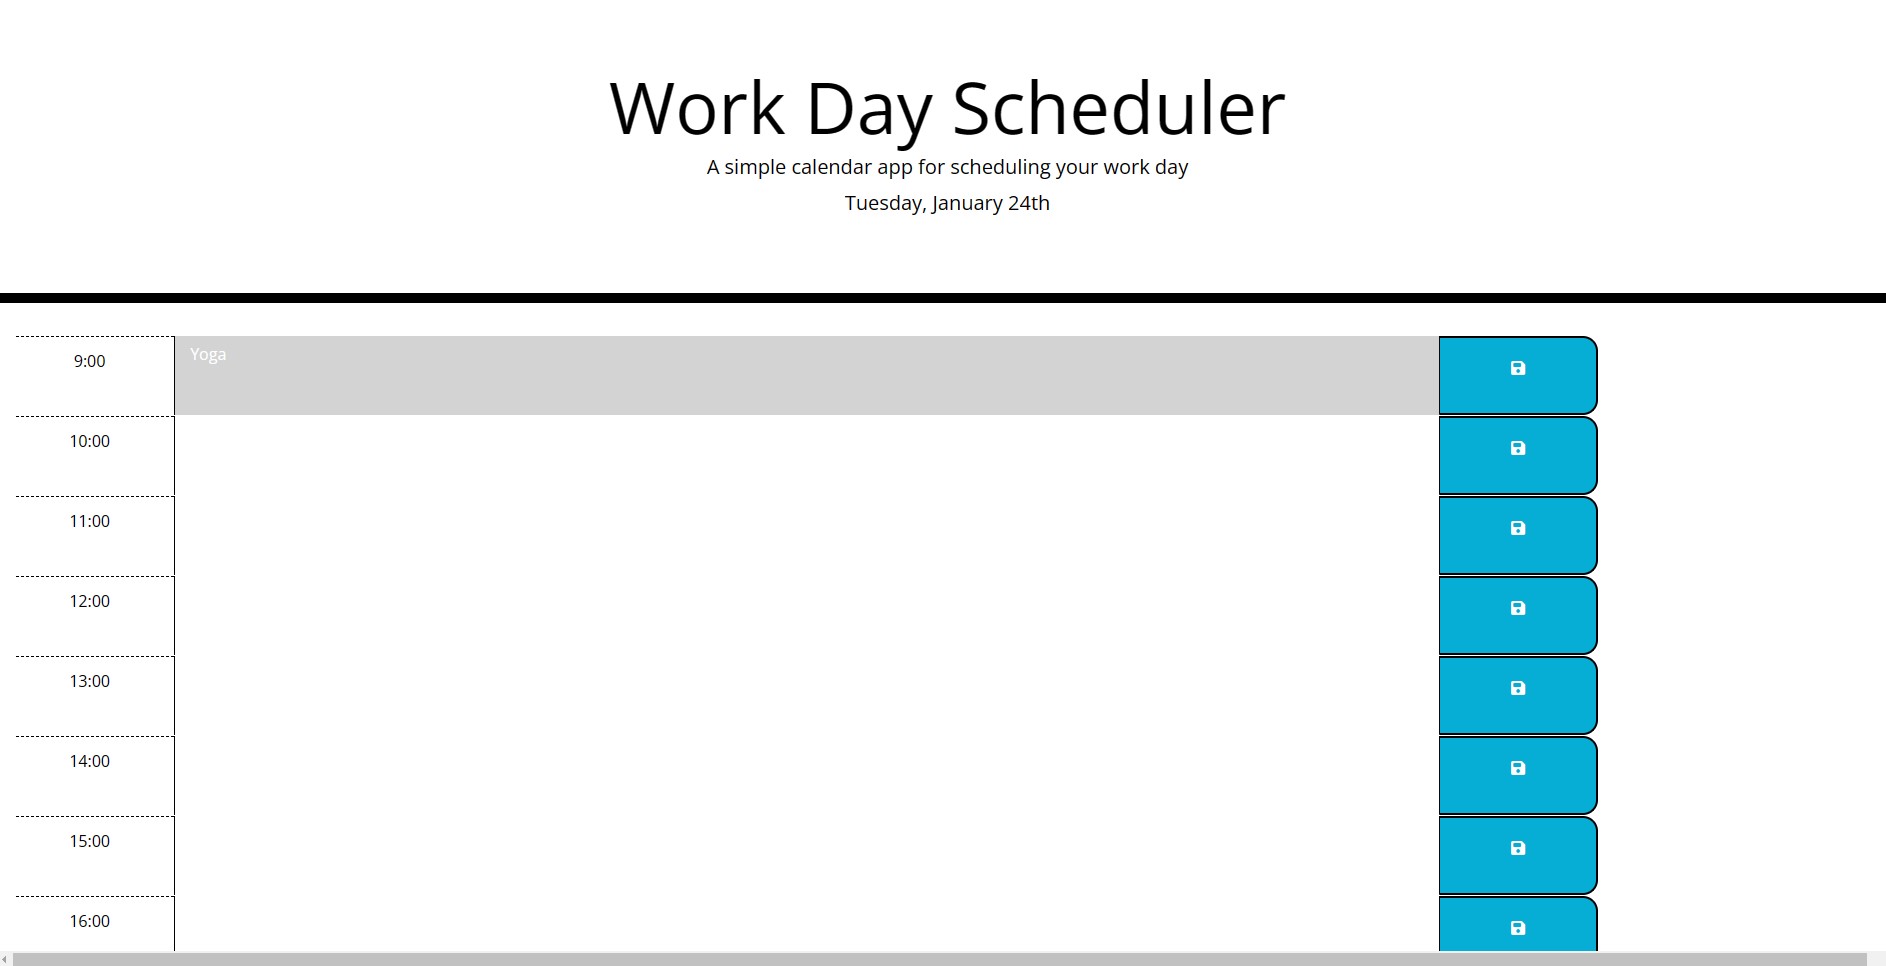 Work Day Scheduler
A simple calendar app for scheduling your work day
Tuesday, January 24th
9:00
Yoga
10:00
11:00
12:00
13:00
14:00
15:00
16:00